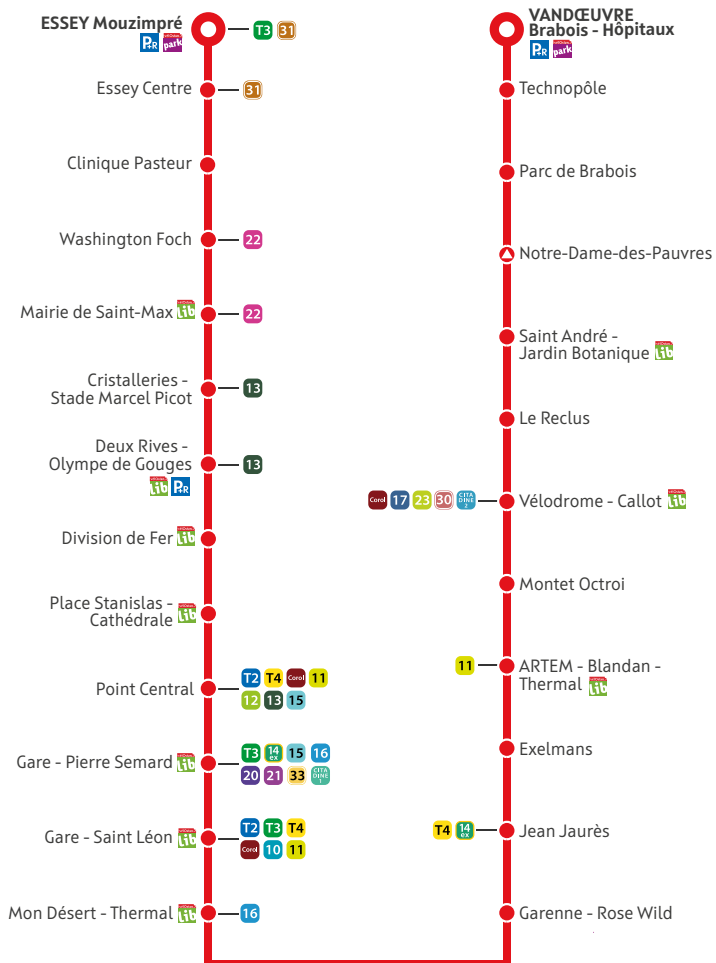 ESSEY Mouzimpré
P+R park
T3 31
Essey Centre
31
Clinique Pasteur
Washington Foch
22
Mairie de Saint-Max Lib
22
Cristalleries -
Stade Marcel Picot
13
Deux Rives -
Olympe de Gouges
Lib P+R
13
Division de Fer Lib
Place Stanislas -
Cathédrale Lib
Point Central
T2 T4 Corol 11
12 13 15
Gare - Pierre Semard Lib
T3 14 ex 15 16
20 21 33 CITADINE 1
Gare - Saint Léon Lib
T2 T3 T4
Corol 10 11
Mon Désert - Thermal Lib
16
VANDŒUVRE
Brabois - Hôpitaux
P+R park
Technopôle
Parc de Brabois
Notre-Dame-des-Pauvres
Saint André -
Jardin Botanique Lib
Le Reclus
Corol 17 23 30 CITADINE 2
Vélodrome - Callot Lib
Montet Octroi
11
ARTEM - Blandan -
Thermal Lib
Exelmans
T4 14 ex
Jean Jaurès
Garenne - Rose Wild